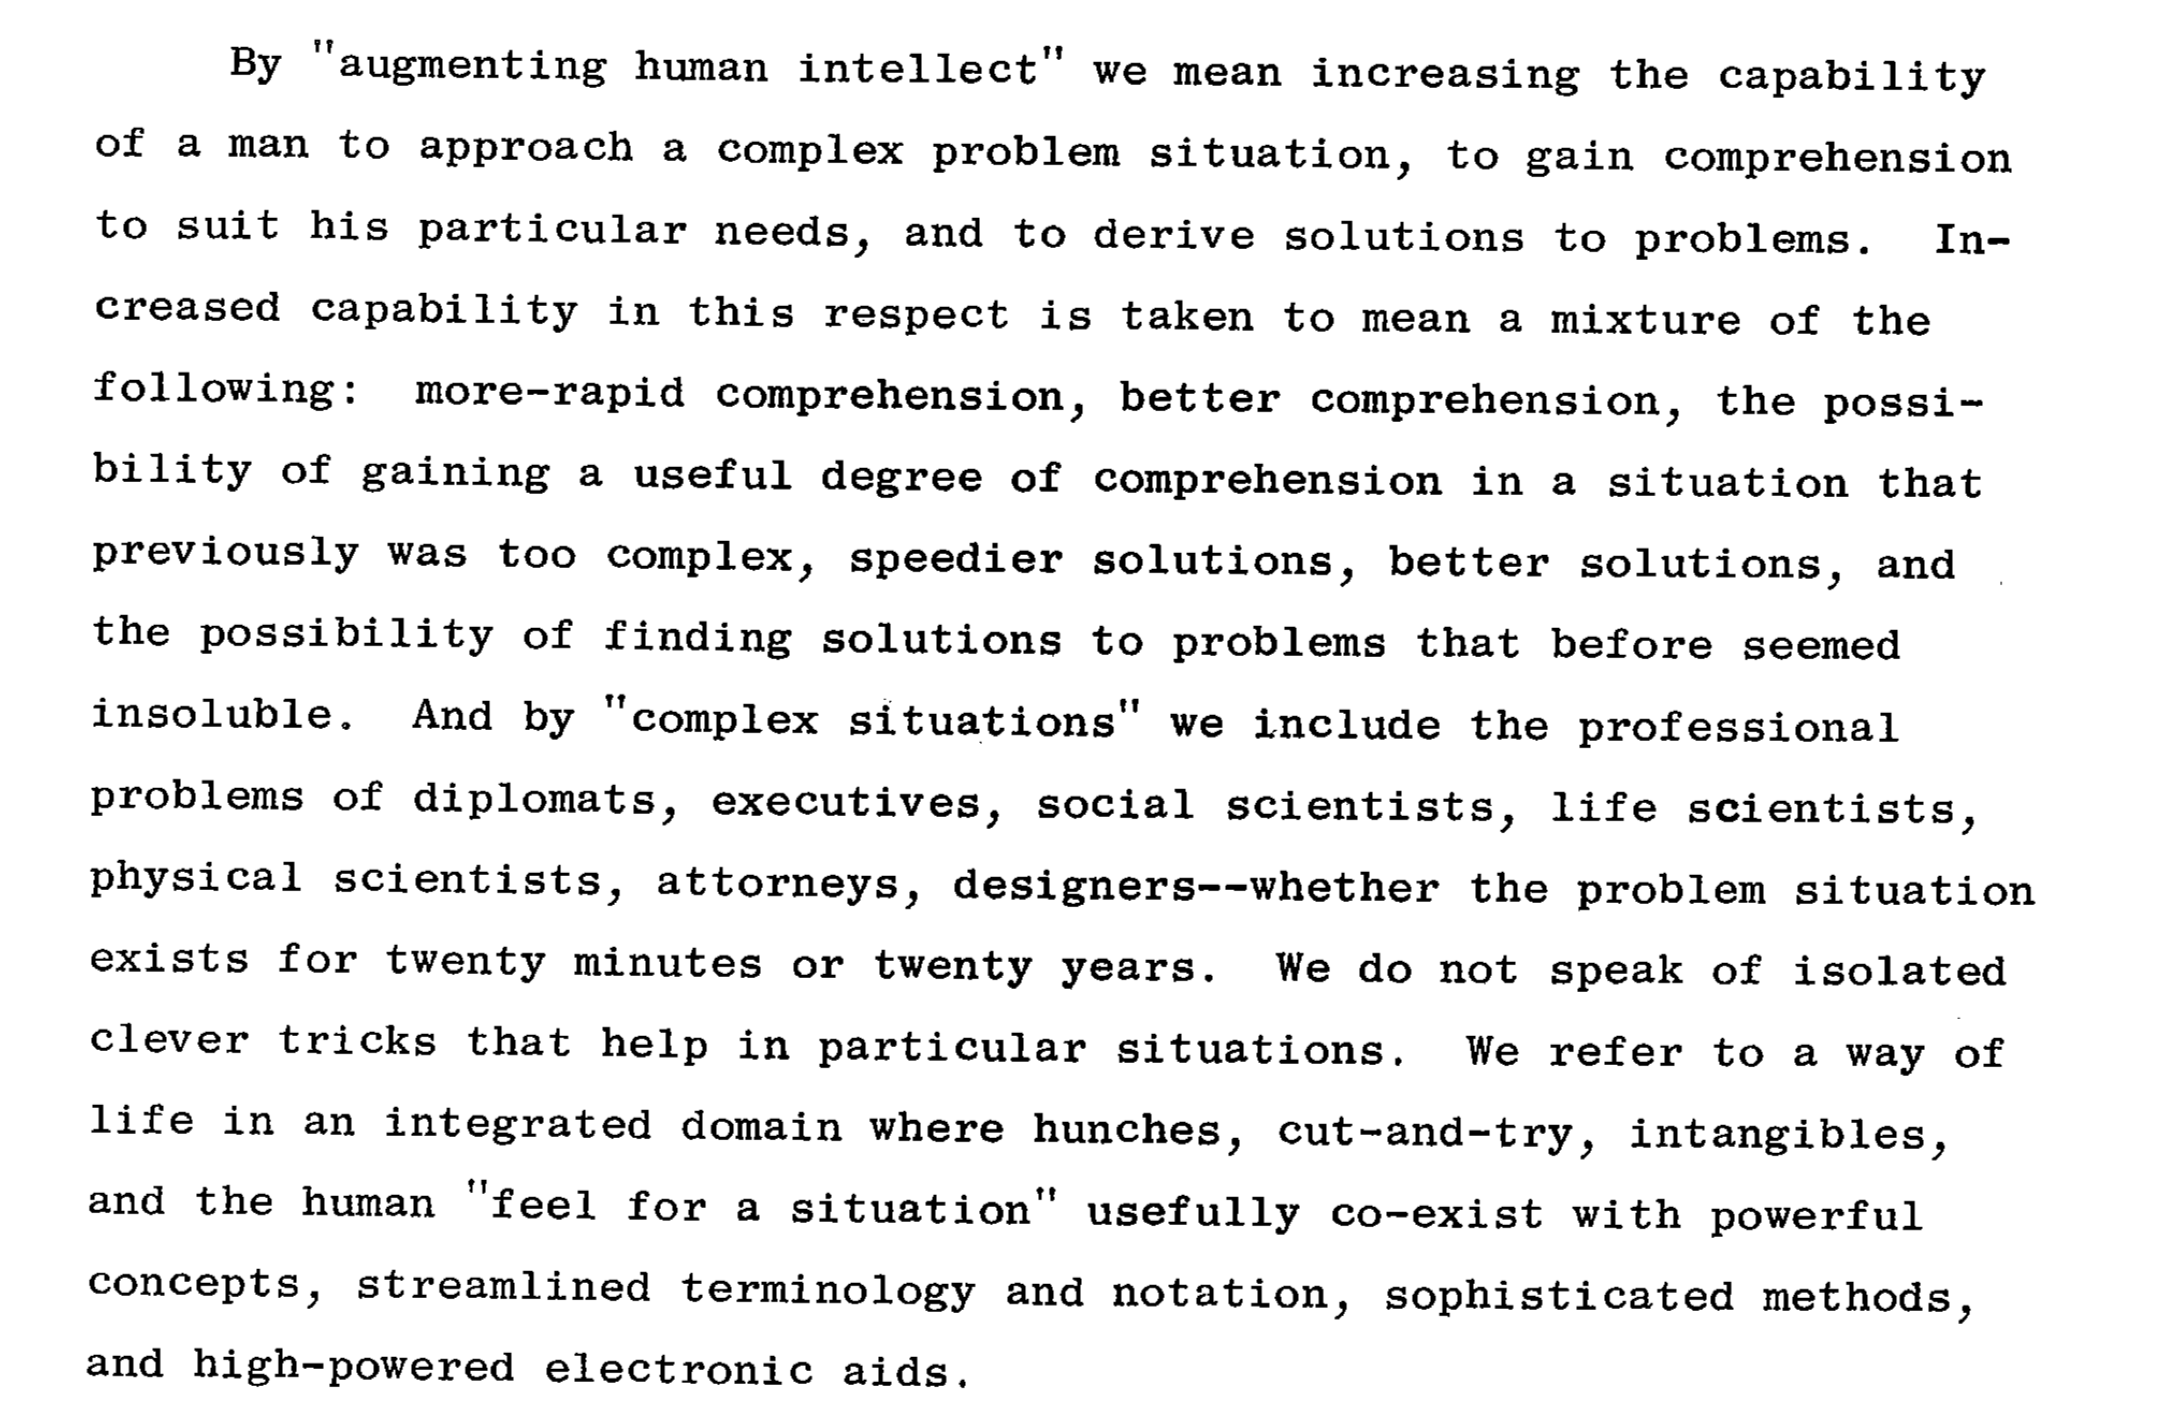 By "augmenting human intellect" we mean increasing the capability
of a man to approach a complex problem situation, to gain comprehension
to suit his particular needs, and to derive solutions to problems.  In-
creased capability in this respect is taken to mean a mixture of the
following:  more-rapid comprehension, better comprehension, the possi-
bility of gaining a useful degree of comprehension in a situation that
previously was too complex, speedier solutions, better solutions, and
the possibility of finding solutions to problems that before seemed
insoluble.  And by "complex situations" we include the professional
problems of diplomats, executives, social scientists, life scientists,
physical scientists, attorneys, designers--whether the problem situation
exists for twenty minutes or twenty years.  We do not speak of isolated
clever tricks that help in particular situations.  We refer to a way of
life in an integrated domain where hunches, cut-and-try, intangibles,
and the human "feel for a situation" usefully co-exist with powerful
concepts, streamlined terminology and notation, sophisticated methods,
and high-powered electronic aids.